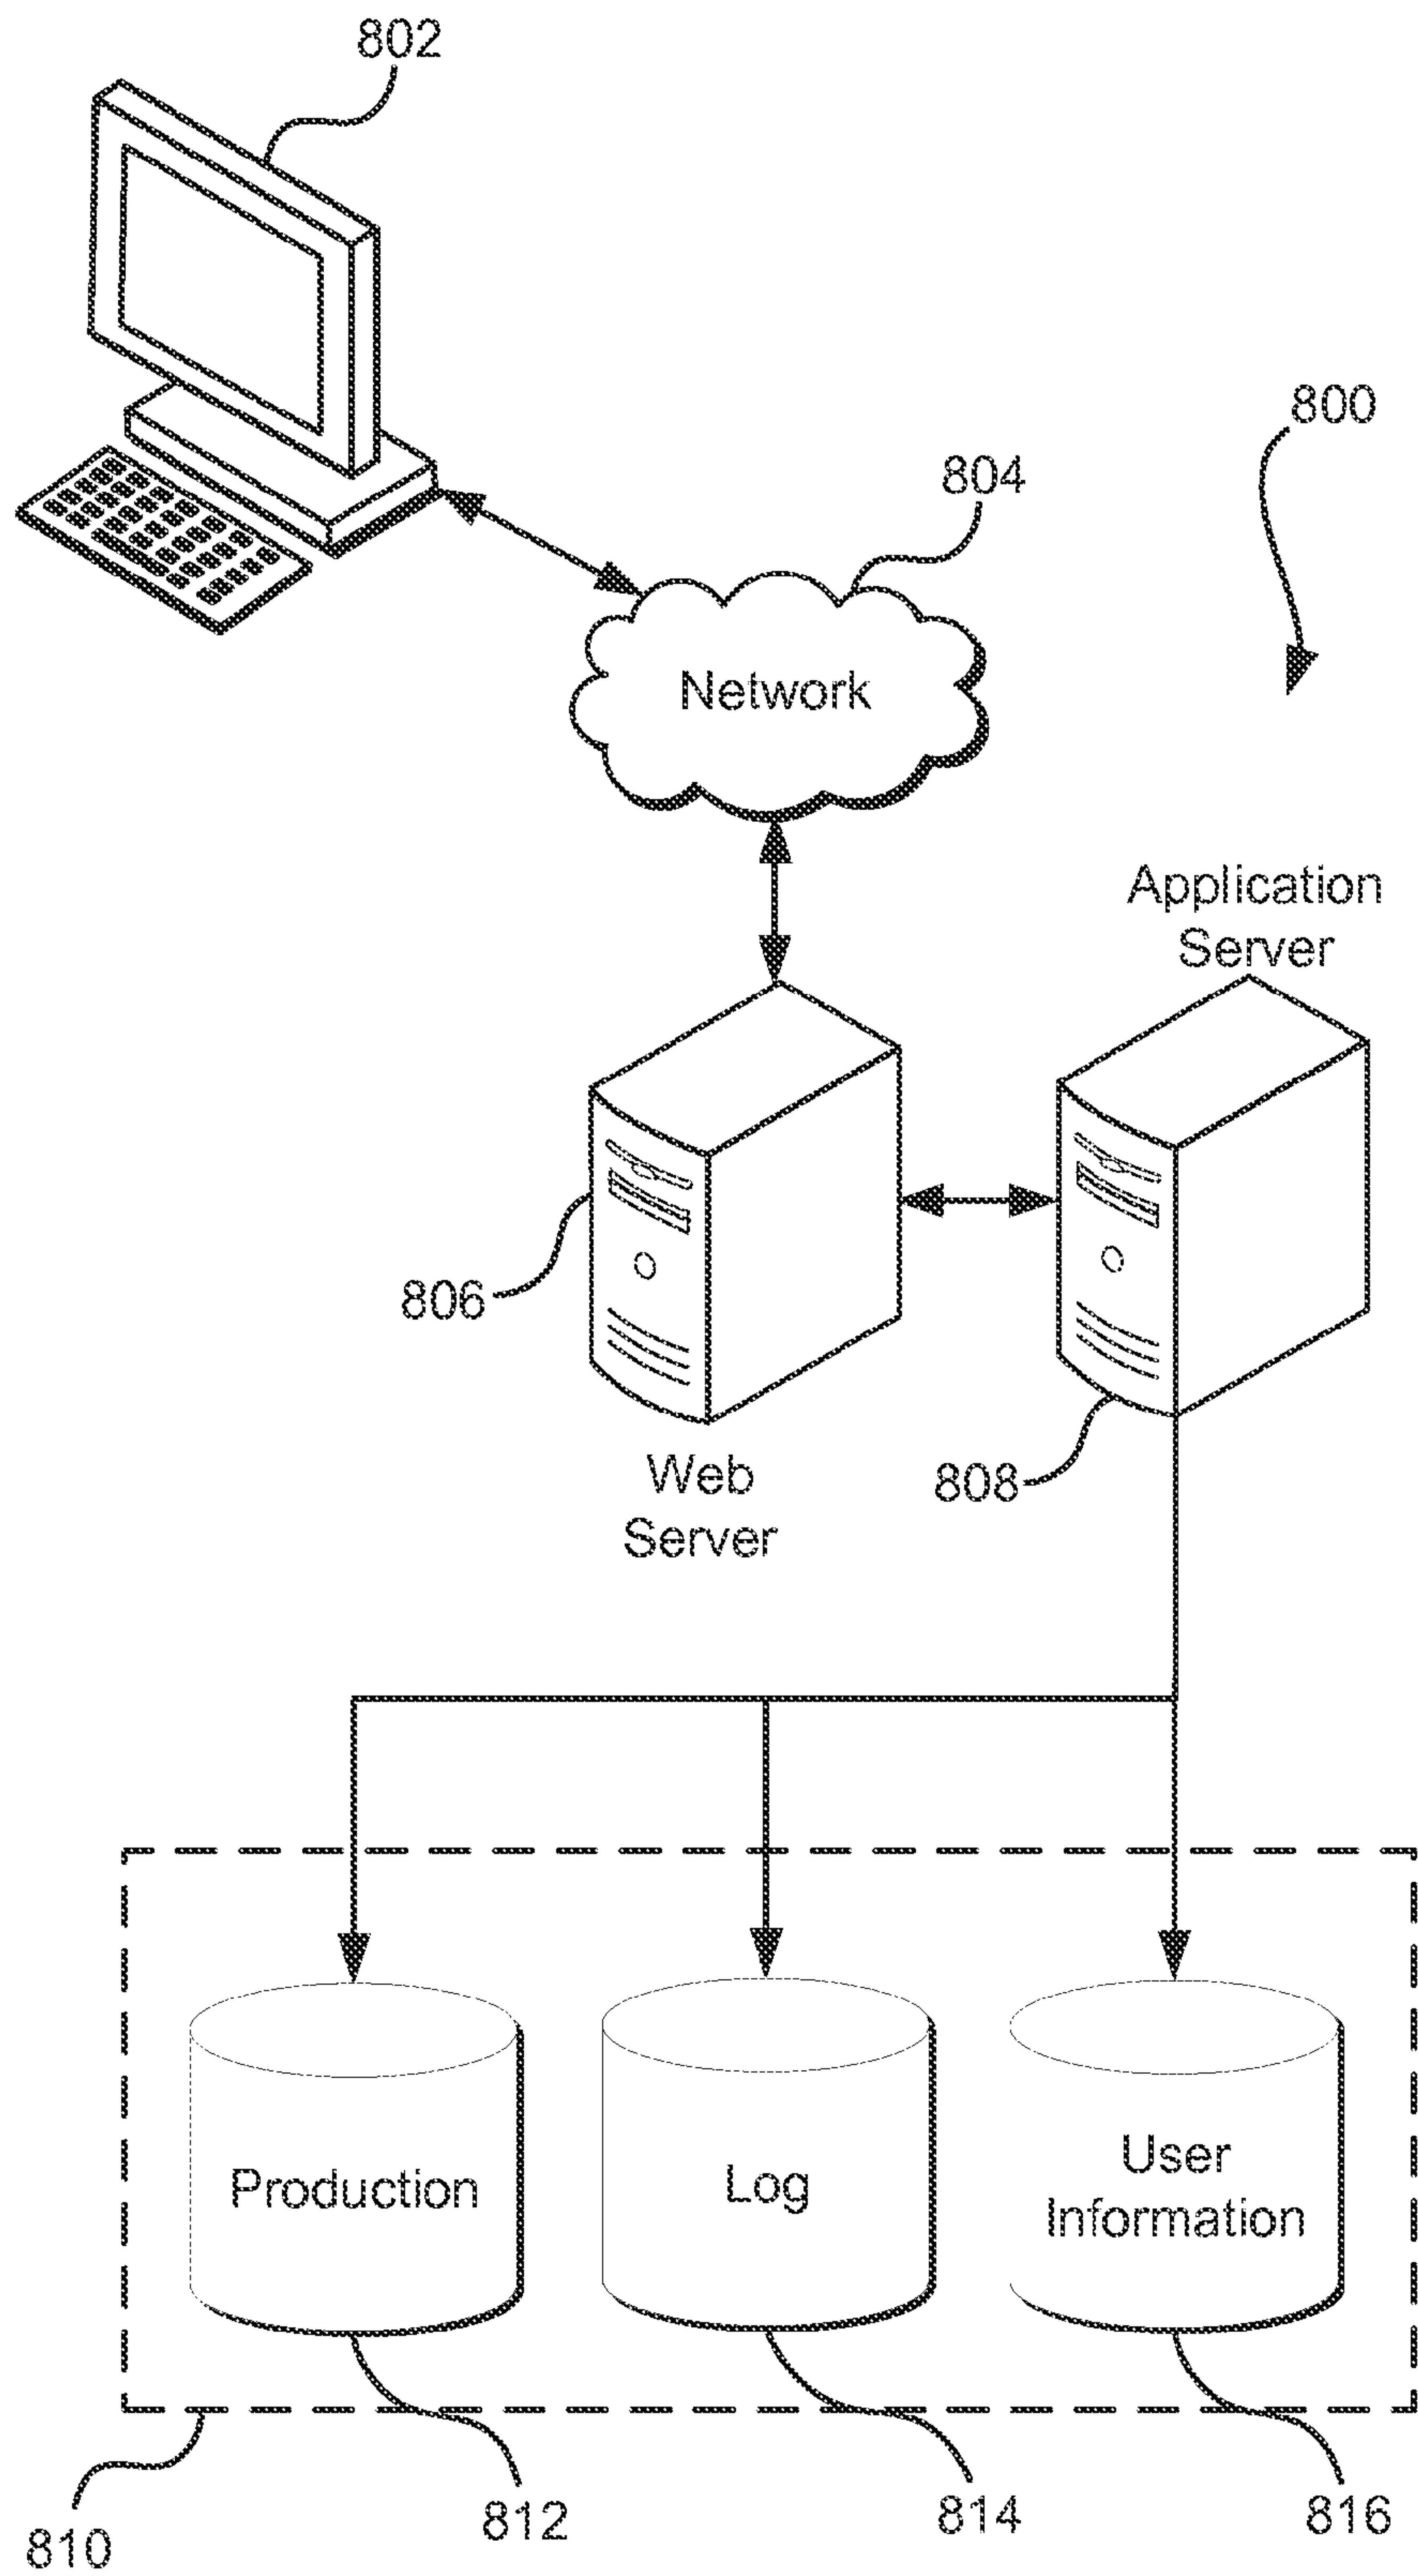 802
800
804
Network
Application
Server
806
Web
Server
808
Production
Log
User
Information
810
812
814
816